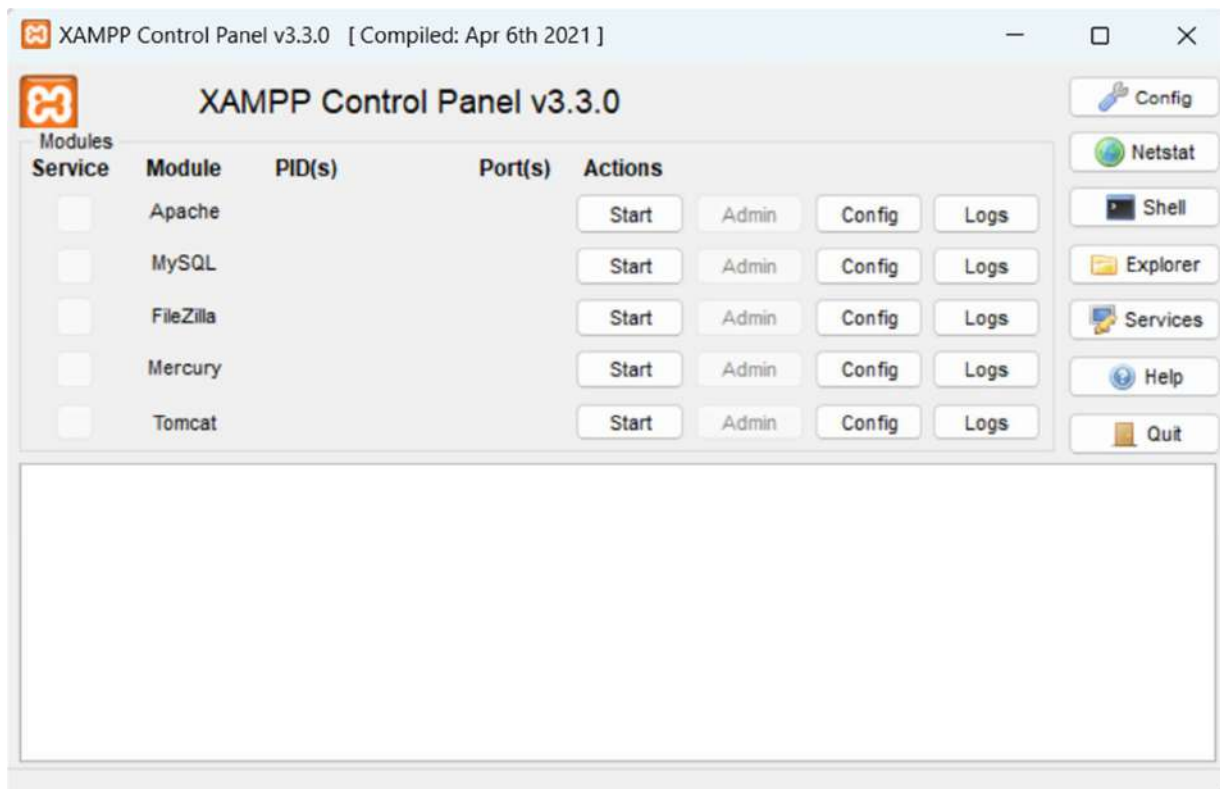 XAMPP Control Panel v3.3.0 [ Compiled: Apr 6th 2021 ]
XAMPP Control Panel v3.3.0
Config
Netstat
Shell
Explorer
Services
Help
Quit
Modules
Service Module PID(s) Port(s) Actions
Apache Start Admin Config Logs
MySQL Start Admin Config Logs
FileZilla Start Admin Config Logs
Mercury Start Admin Config Logs
Tomcat Start Admin Config Logs